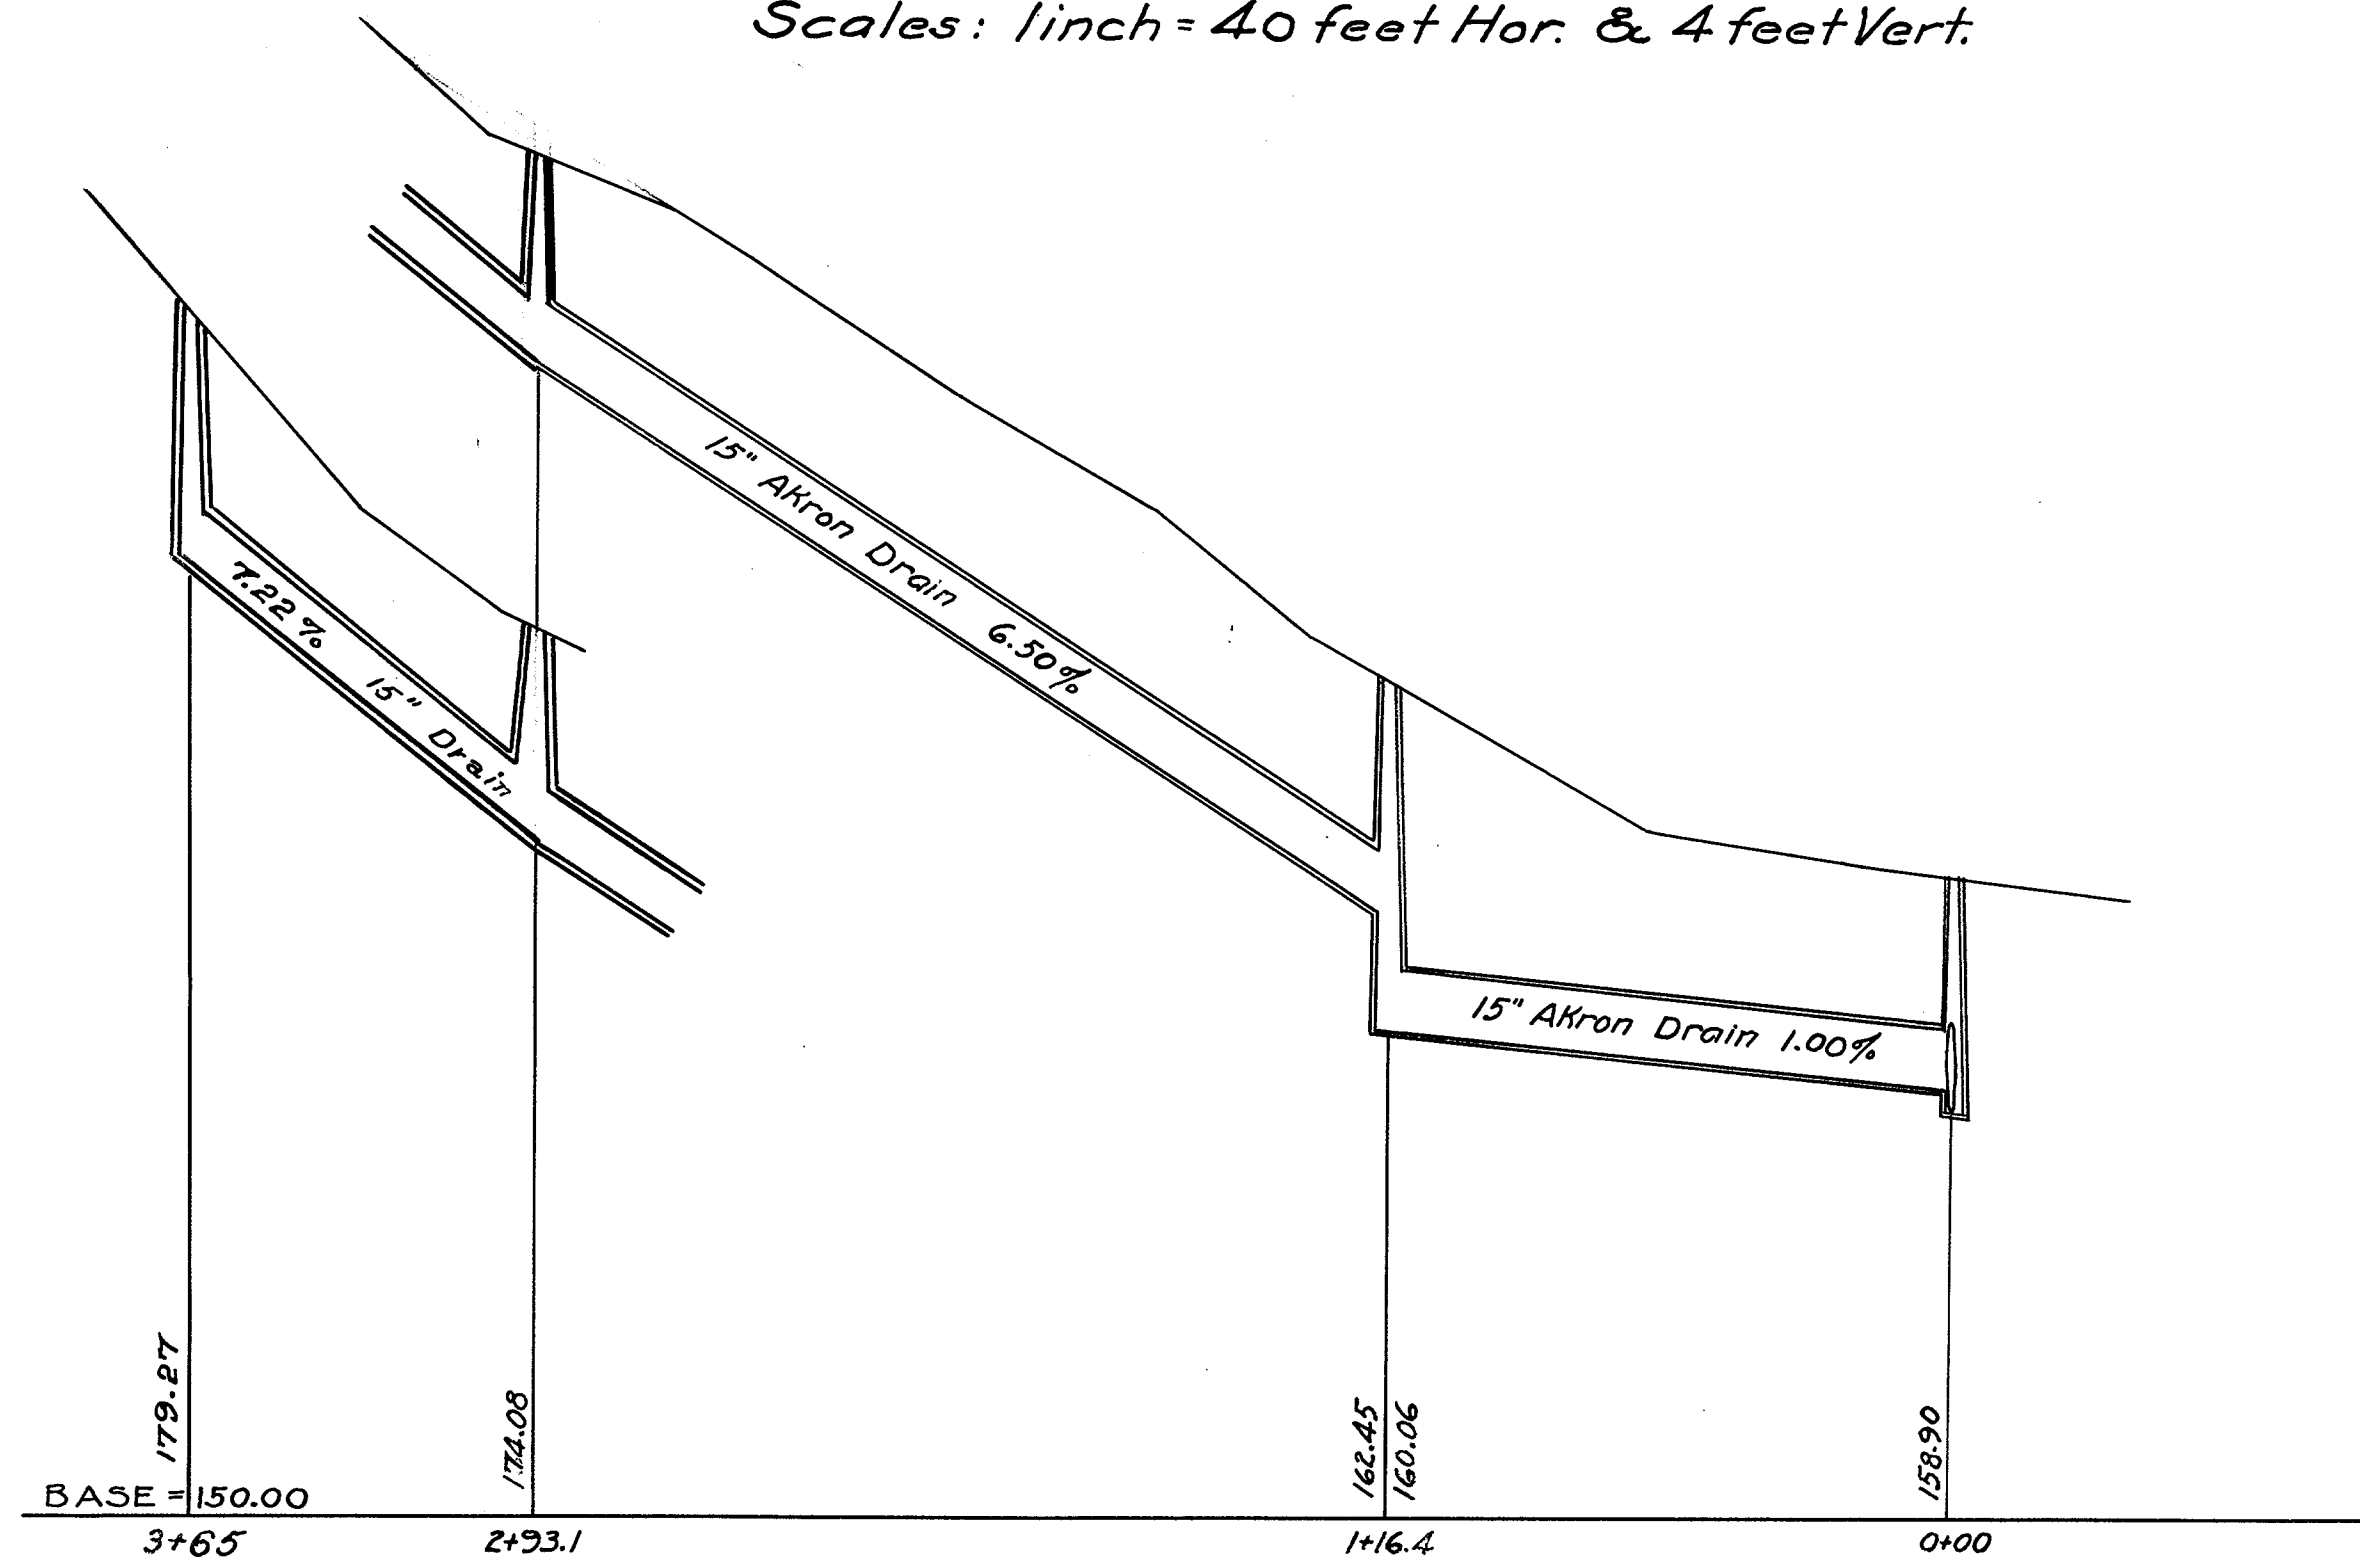 Scales: 1inch = 40 feet Hor. & 4 feet Vert.
15" AKron Drain 6.50%
7.22% 15" Drain
15" AKron Drain 1.00%
179.27
174.08
162.45
160.06
158.90
BASE = 150.00
3+65
2+93.1
1+16.4
0+00